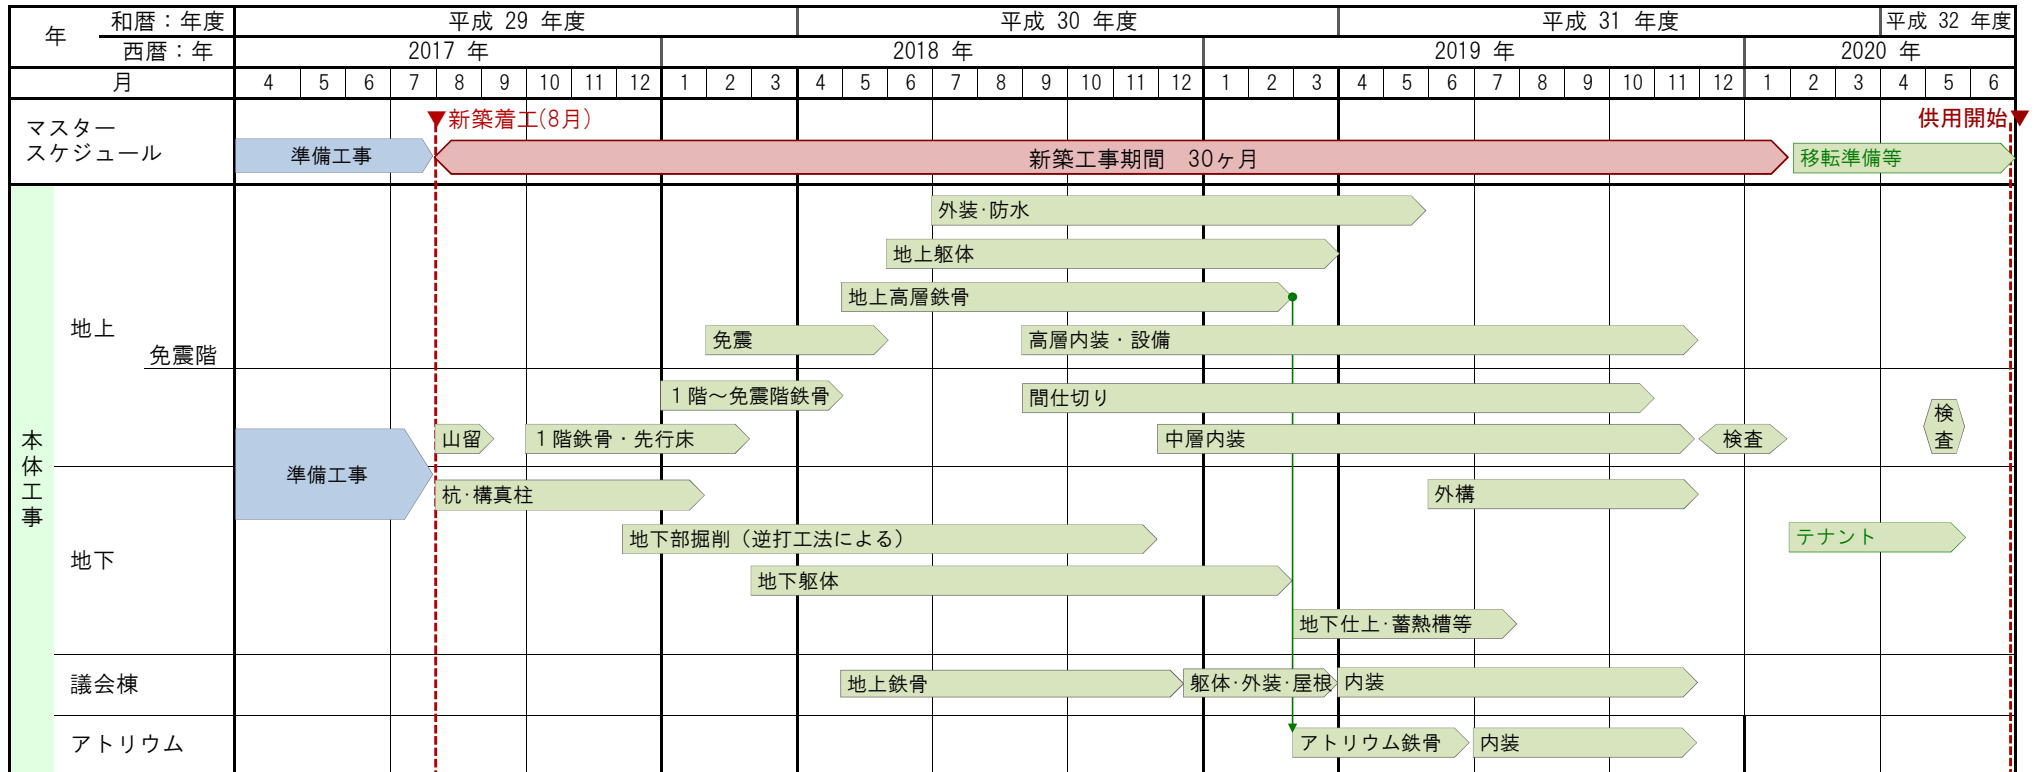 年 和暦：年度 平成 29 年度 平成 30 年度 平成 31 年度 平成 32 年度
西暦：年 2017 年 2018 年 2019 年 2020 年
月 4 5 6 7 8 9 10 11 12 1 2 3 4 5 6 7 8 9 10 11 12 1 2 3 4 5 6 7 8 9 10 11 12 1 2 3 4 5 6
マスター
スケジュール
新築着工(8月)
供用開始
準備工事
新築工事期間 30ヶ月
移転準備等
本体工事
地上
免震階
外装･防水
地上躯体
地上高層鉄骨
免震
高層内装・設備
１階～免震階鉄骨
間仕切り
山留
１階鉄骨・先行床
中層内装
検査
検査
準備工事
地下
杭･構真柱
外構
地下部掘削（逆打工法による）
テナント
地下躯体
地下仕上･蓄熱槽等
議会棟
地上鉄骨
躯体･外装･屋根
内装
アトリウム
アトリウム鉄骨
内装